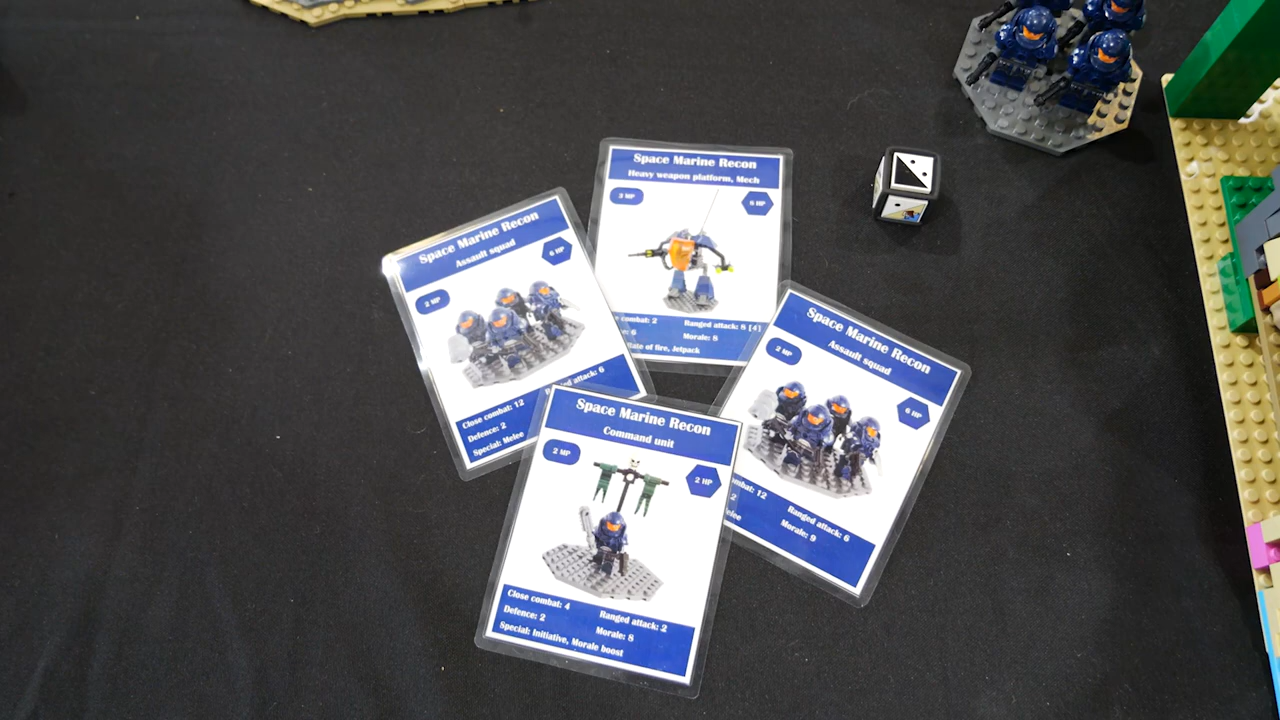 Space Marine Recon
Heavy weapon platform, Mech
3 MP
6 HP
combat: 2
Ranged attack: 8 [4]
: 6
Morale: 8
of fire, Jetpack
Space Marine Recon
Assault squad
2 MP
6 HP
Close combat: 12
attack: 6
Defence: 2
Special: Melee
Space Marine Recon
Assault squad
2 MP
6 HP
12
Ranged attack: 6
2
Morale: 9
Space Marine Recon
Command unit
2 MP
2 HP
Close combat: 4
Ranged attack: 2
Defence: 2
Morale: 8
Special: Initiative, Morale boost